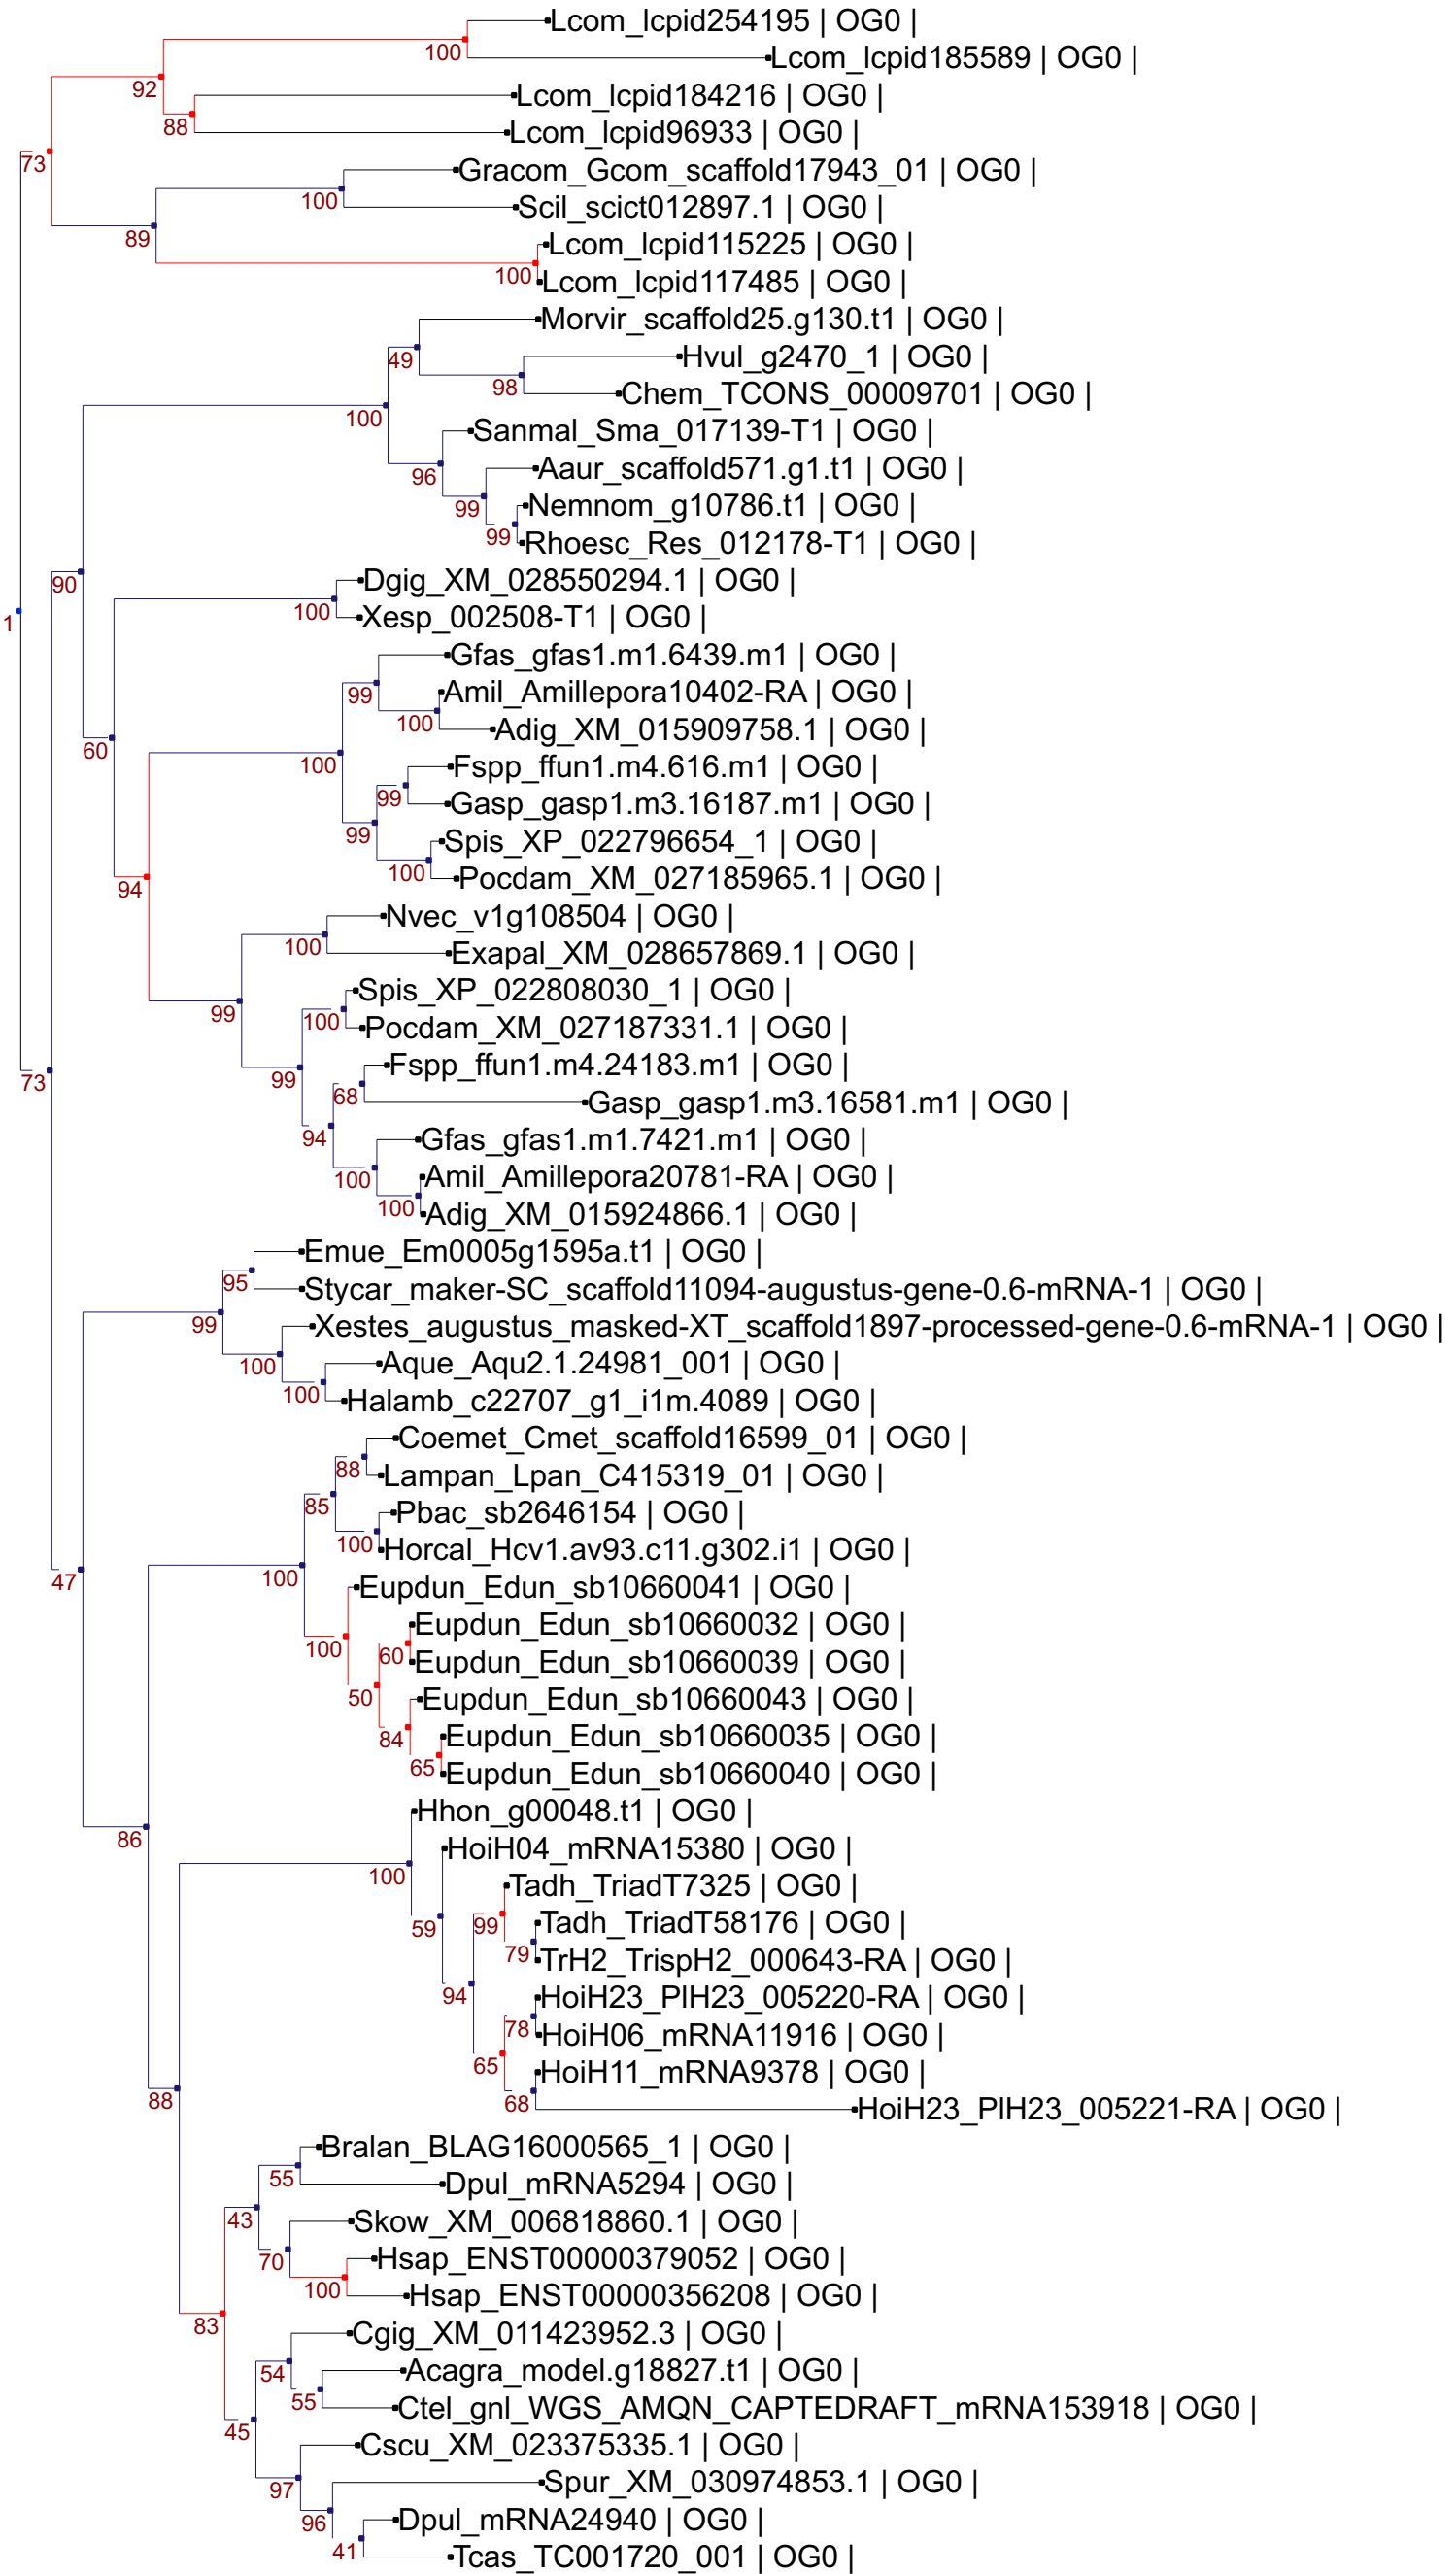 Lcom_lcpid254195 | OG0 |
100
Lcom_lcpid185589 | OG0 |
92
Lcom_lcpid184216 | OG0 |
88
Lcom_lcpid96933 | OG0 |
73
Gracom_Gcom_scaffold17943_01 | OG0 |
100
Scil_scict012897.1 | OG0 |
89
Lcom_lcpid115225 | OG0 |
100
Lcom_lcpid117485 | OG0 |
Morvir_scaffold25.g130.t1 | OG0 |
49
Hvul_g2470_1 | OG0 |
98
Chem_TCONS_00009701 | OG0 |
100
Sanmal_Sma_017139-T1 | OG0 |
96
Aaur_scaffold571.g1.t1 | OG0 |
99
Nemnom_g10786.t1 | OG0 |
99
Rhoesc_Res_012178-T1 | OG0 |
90
Dgig_XM_028550294.1 | OG0 |
100
Xesp_002508-T1 | OG0 |
1
Gfas_gfas1.m1.6439.m1 | OG0 |
99
Amil_Amillepora10402-RA | OG0 |
100
Adig_XM_015909758.1 | OG0 |
60
100
Fspp_ffun1.m4.616.m1 | OG0 |
99
Gasp_gasp1.m3.16187.m1 | OG0 |
99
Spis_XP_022796654_1 | OG0 |
100
Pocdam_XM_027185965.1 | OG0 |
94
Nvec_v1g108504 | OG0 |
100
Exapal_XM_028657869.1 | OG0 |
99
Spis_XP_022808030_1 | OG0 |
100
Pocdam_XM_027187331.1 | OG0 |
99
Fspp_ffun1.m4.24183.m1 | OG0 |
73
68
Gasp_gasp1.m3.16581.m1 | OG0 |
94
Gfas_gfas1.m1.7421.m1 | OG0 |
100
Amil_Amillepora20781-RA | OG0 |
100
Adig_XM_015924866.1 | OG0 |
Emue_Em0005g1595a.t1 | OG0 |
95
Stycar_maker-SC_scaffold11094-augustus-gene-0.6-mRNA-1 | OG0 |
99
Xestes_augustus_masked-XT_scaffold1897-processed-gene-0.6-mRNA-1 | OG0 |
100
Aque_Aqu2.1.24981_001 | OG0 |
100
Halamb_c22707_g1_i1m.4089 | OG0 |
Coemet_Cmet_scaffold16599_01 | OG0 |
88
Lampan_Lpan_C415319_01 | OG0 |
85
Pbac_sb2646154 | OG0 |
100
Horcal_Hcv1.av93.c11.g302.i1 | OG0 |
47
100
Eupdun_Edun_sb10660041 | OG0 |
100
Eupdun_Edun_sb10660032 | OG0 |
60
Eupdun_Edun_sb10660039 | OG0 |
50
Eupdun_Edun_sb10660043 | OG0 |
84
Eupdun_Edun_sb10660035 | OG0 |
65
Eupdun_Edun_sb10660040 | OG0 |
86
Hhon_g00048.t1 | OG0 |
100
HoiH04_mRNA15380 | OG0 |
59
Tadh_TriadT7325 | OG0 |
99
Tadh_TriadT58176 | OG0 |
79
TrH2_TrispH2_000643-RA | OG0 |
94
HoiH23_PlH23_005220-RA | OG0 |
78
HoiH06_mRNA11916 | OG0 |
65
HoiH11_mRNA9378 | OG0 |
68
HoiH23_PlH23_005221-RA | OG0 |
88
Bralan_BLAG16000565_1 | OG0 |
55
Dpul_mRNA5294 | OG0 |
43
Skow_XM_006818860.1 | OG0 |
70
Hsap_ENST00000379052 | OG0 |
100
Hsap_ENST00000356208 | OG0 |
83
Cgig_XM_011423952.3 | OG0 |
54
Acagra_model.g18827.t1 | OG0 |
55
Ctel_gnl_WGS_AMQN_CAPTEDRAFT_mRNA153918 | OG0 |
45
Cscu_XM_023375335.1 | OG0 |
97
Spur_XM_030974853.1 | OG0 |
96
Dpul_mRNA24940 | OG0 |
41
Tcas_TC001720_001 | OG0 |